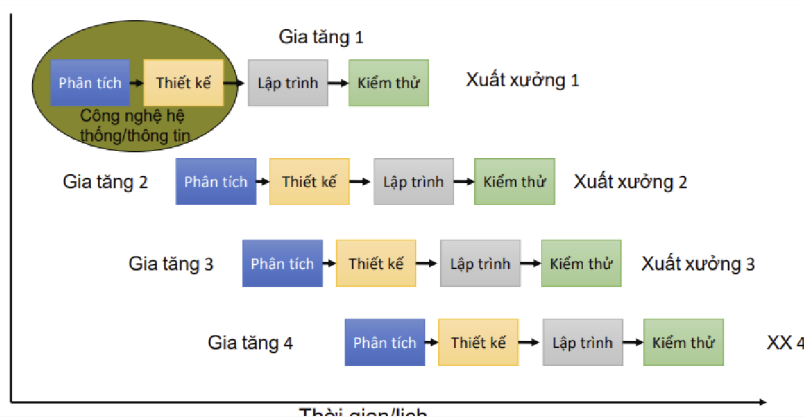 Gia tăng 1
Phân tích Thiết kế Lập trình Kiểm thử Xuất xưởng 1
Công nghệ hệ
thống/thông tin
Gia tăng 2 Phân tích Thiết kế Lập trình Kiểm thử Xuất xưởng 2
Gia tăng 3 Phân tích Thiết kế Lập trình Kiểm thử Xuất xưởng 3
Gia tăng 4 Phân tích Thiết kế Lập trình Kiểm thử XX 4
Thời gian/lịch